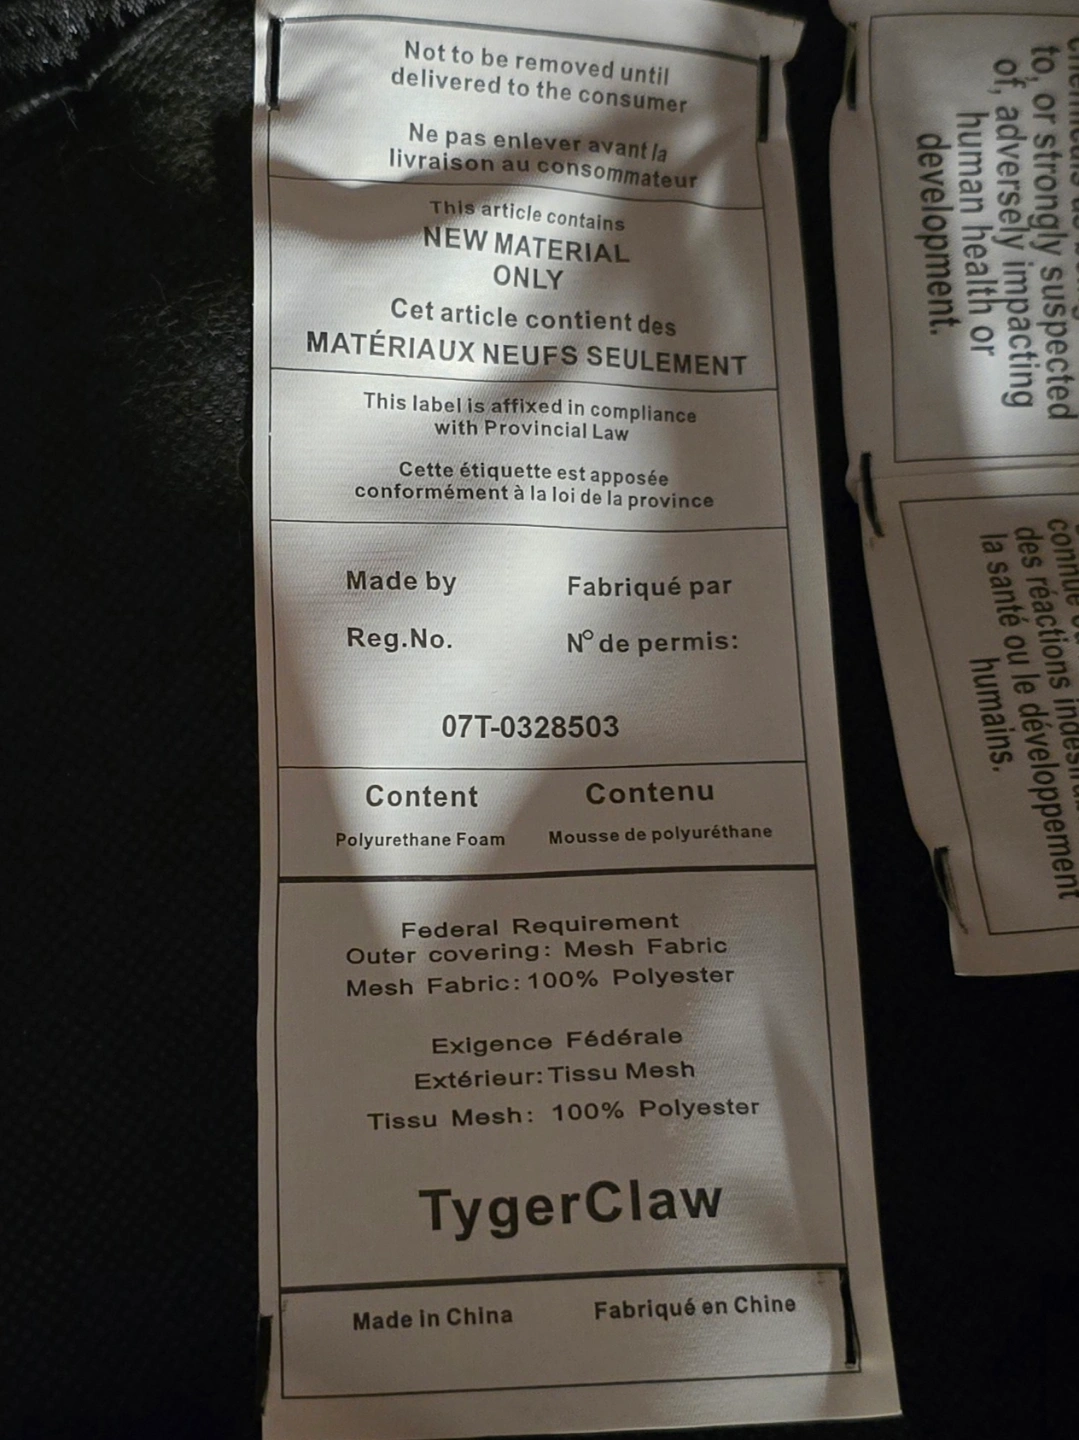 Not to be removed until
delivered to the consumer
Ne pas enlever avant la
livraison au consommateur
This article contains
NEW MATERIAL
ONLY
Cet article contient des
MATÉRIAUX NEUFS SEULEMENT
This label is affixed in compliance
with Provincial Law
Cette étiquette est apposée
conformément à la loi de la province
Made by Fabriqué par
Reg.No. N° de permis:
07T-0328503
Content Contenu
Polyurethane Foam Mousse de polyuréthane
Federal Requirement
Outer covering: Mesh Fabric
Mesh Fabric: 100% Polyester
Exigence Fédérale
Extérieur: Tissu Mesh
Tissu Mesh: 100% Polyester
TygerClaw
Made in China Fabriqué en Chine
to, or strongly suspected
of, adversely impacting
human health or
development.
des réactions
la santé ou le développement
humains.